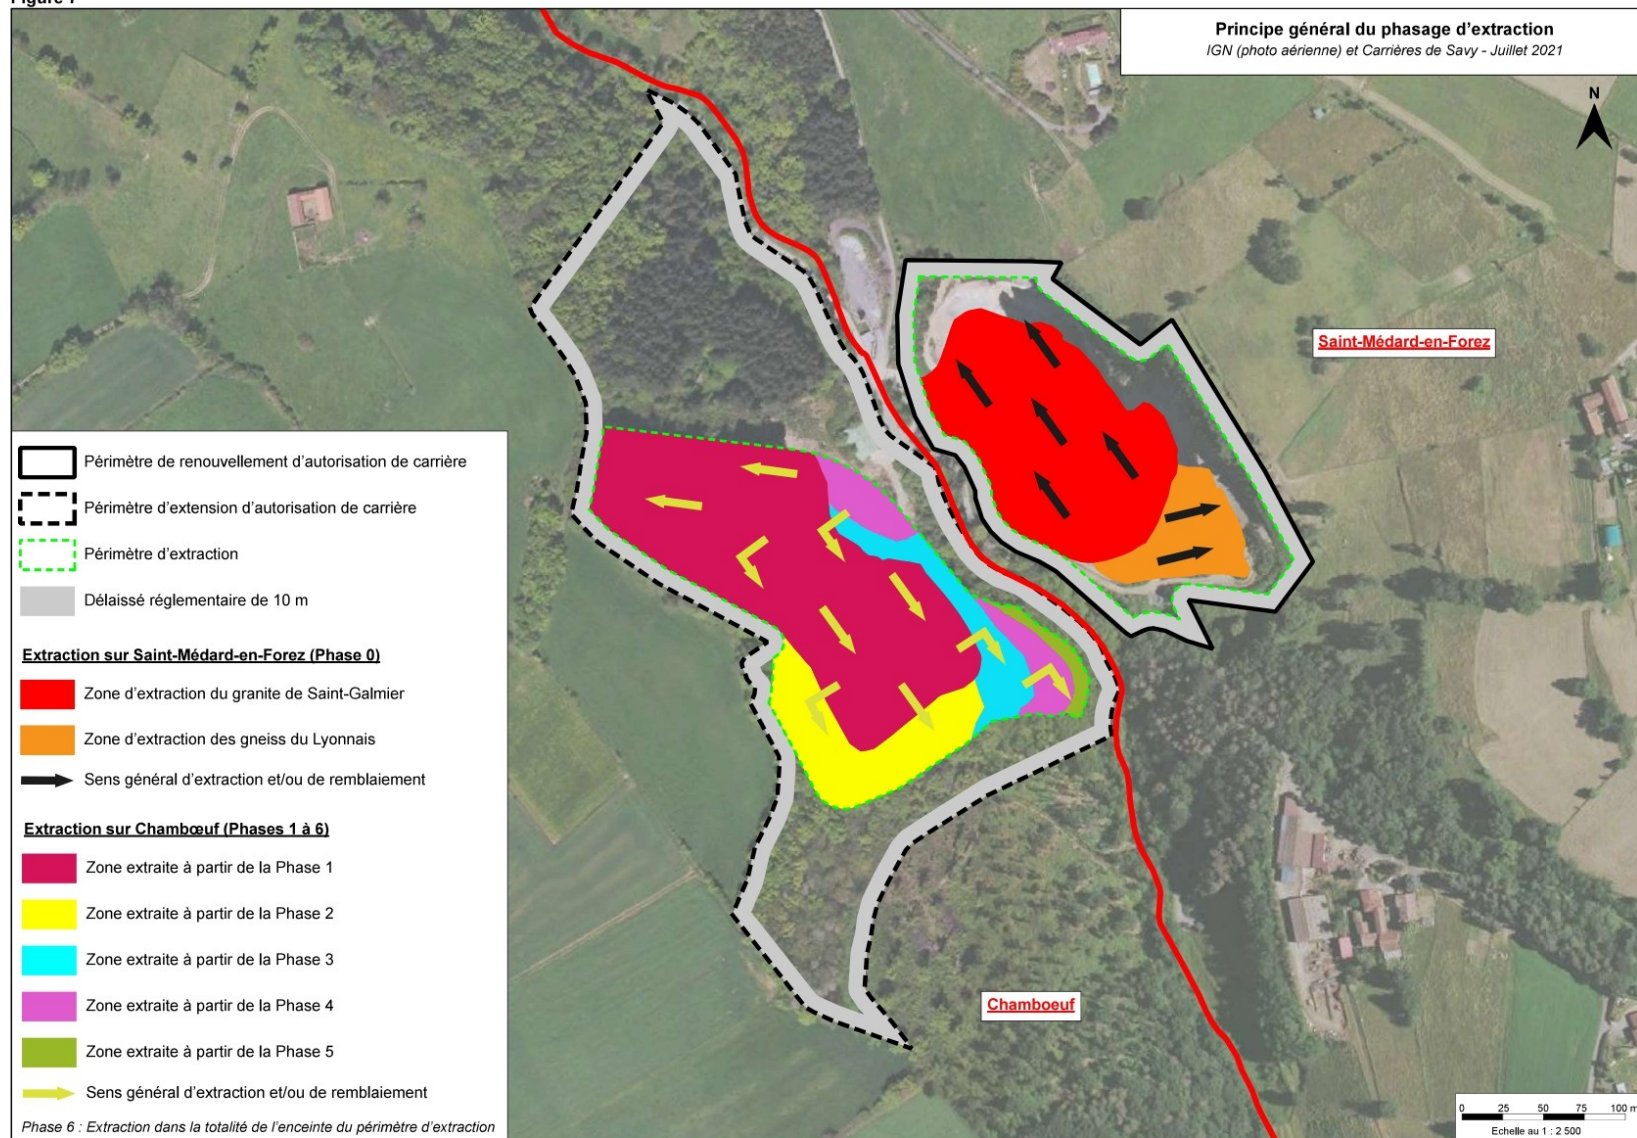 Figure 7
Principe général du phasage d’extraction
IGN (photo aérienne) et Carrières de Savy - Juillet 2021
N
Saint-Médard-en-Forez
Périmètre de renouvellement d’autorisation de carrière
Périmètre d’extension d’autorisation de carrière
Périmètre d’extraction
Délaissé réglementaire de 10 m
Extraction sur Saint-Médard-en-Forez (Phase 0)
Zone d’extraction du granite de Saint-Galmier
Zone d’extraction des gneiss du Lyonnais
Sens général d’extraction et/ou de remblaiement
Extraction sur Chambœuf (Phases 1 à 6)
Zone extraite à partir de la Phase 1
Zone extraite à partir de la Phase 2
Zone extraite à partir de la Phase 3
Zone extraite à partir de la Phase 4
Zone extraite à partir de la Phase 5
Sens général d’extraction et/ou de remblaiement
Phase 6 : Extraction dans la totalité de l’enceinte du périmètre d’extraction
Chamboeuf
0 25 50 75 100 m
Echelle au 1 : 2 500